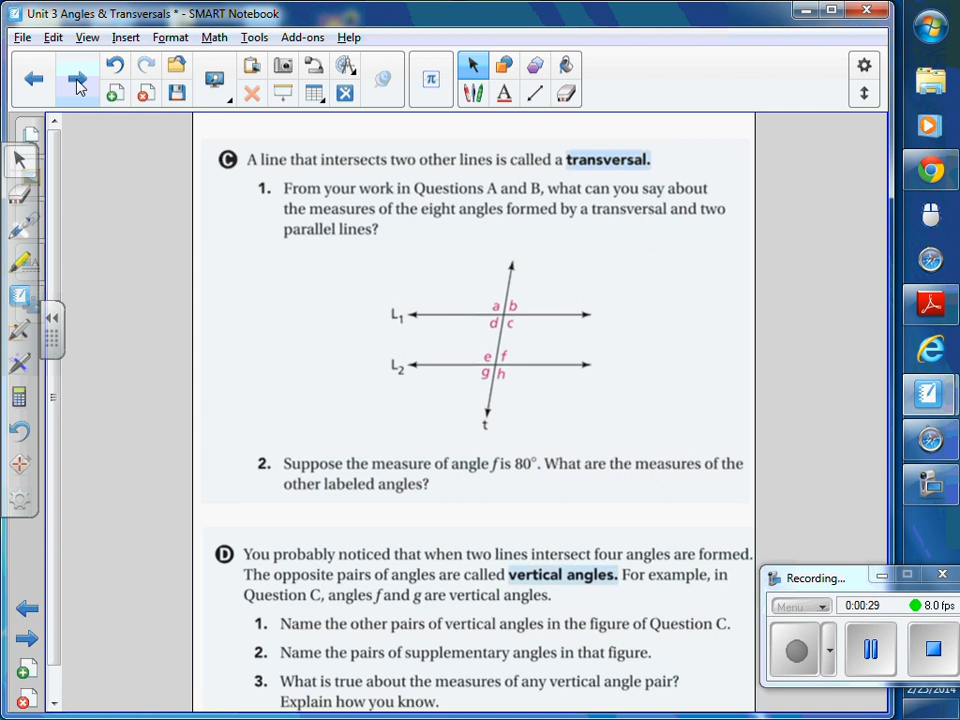 Unit 3 Angles & Transversals * - SMART Notebook
File Edit View Insert Format Math Tools Add-ons Help
π
A
C A line that intersects two other lines is called a transversal.
1. From your work in Questions A and B, what can you say about
the measures of the eight angles formed by a transversal and two
parallel lines?
a b
L1
d c
e f
L2
g h
t
2. Suppose the measure of angle f is 80°. What are the measures of the
other labeled angles?
D You probably noticed that when two lines intersect four angles are formed.
The opposite pairs of angles are called vertical angles. For example, in
Question C, angles f and g are vertical angles.
1. Name the other pairs of vertical angles in the figure of Question C.
2. Name the pairs of supplementary angles in that figure.
3. What is true about the measures of any vertical angle pair?
Explain how you know.
Recording...
Menu 0:00:29 8.0 fps
2/25/2014